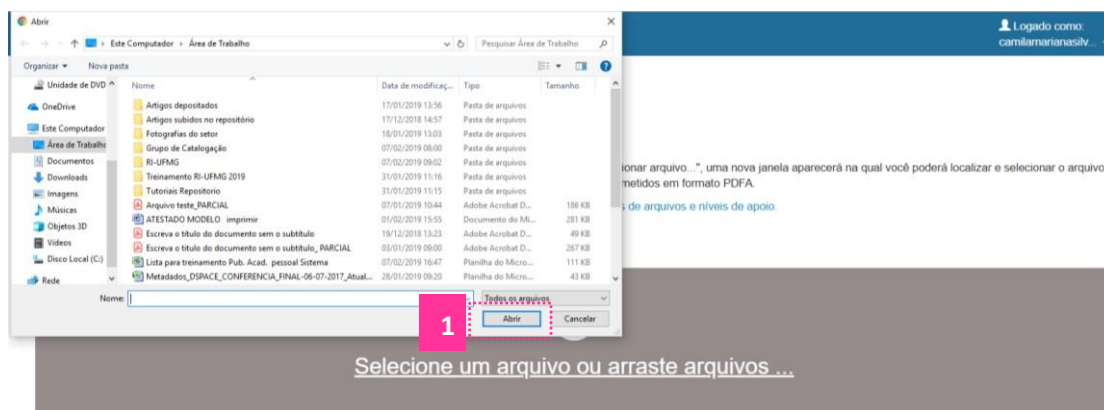 Abrir
Logado como:
camilamarianasilv...
Este Computador › Área de Trabalho
Pesquisar Área de Trabalho
Organizar
Nova pasta
Unidade de DVD
OneDrive
Este Computador
Área de Trabalho
Documentos
Downloads
Imagens
Músicas
Objetos 3D
Vídeos
Disco Local (C:)
Rede
Nome Data de modificaç... Tipo Tamanho
Artigos depositados 17/01/2019 13:56 Pasta de arquivos
Artigos subidos no repositório 17/12/2018 14:57 Pasta de arquivos
Fotografias do setor 18/01/2019 13:03 Pasta de arquivos
Grupo de Catalogação 07/02/2019 08:00 Pasta de arquivos
RI-UFMG 07/02/2019 09:02 Pasta de arquivos
Treinamento RI-UFMG 2019 31/01/2019 11:16 Pasta de arquivos
Tutoriais Repositorio 31/01/2019 11:15 Pasta de arquivos
Arquivo teste_PARCIAL 07/01/2019 10:44 Adobe Acrobat D... 186 KB
ATESTADO MODELO imprimir 01/02/2019 15:55 Documento do Mi... 281 KB
Escreva o título do documento sem o subtítulo 19/12/2018 13:23 Adobe Acrobat D... 49 KB
Escreva o título do documento sem o subtítulo_ PARCIAL 03/01/2019 09:00 Adobe Acrobat D... 267 KB
Lista para treinamento Pub. Acad. pessoal Sistema 07/02/2019 16:47 Planilha do Micro... 111 KB
Metadados_DSPACE_CONFERENCIA_FINAL-06-07-2017_Atual... 28/01/2019 09:20 Planilha do Micro... 43 KB
Nome:
Todos os arquivos
1
Abrir
Cancelar
ionar arquivo...", uma nova janela aparecerá na qual você poderá localizar e selecionar o arquivo
metidos em formato PDFA.
s de arquivos e níveis de apoio.
Selecione um arquivo ou arraste arquivos ...